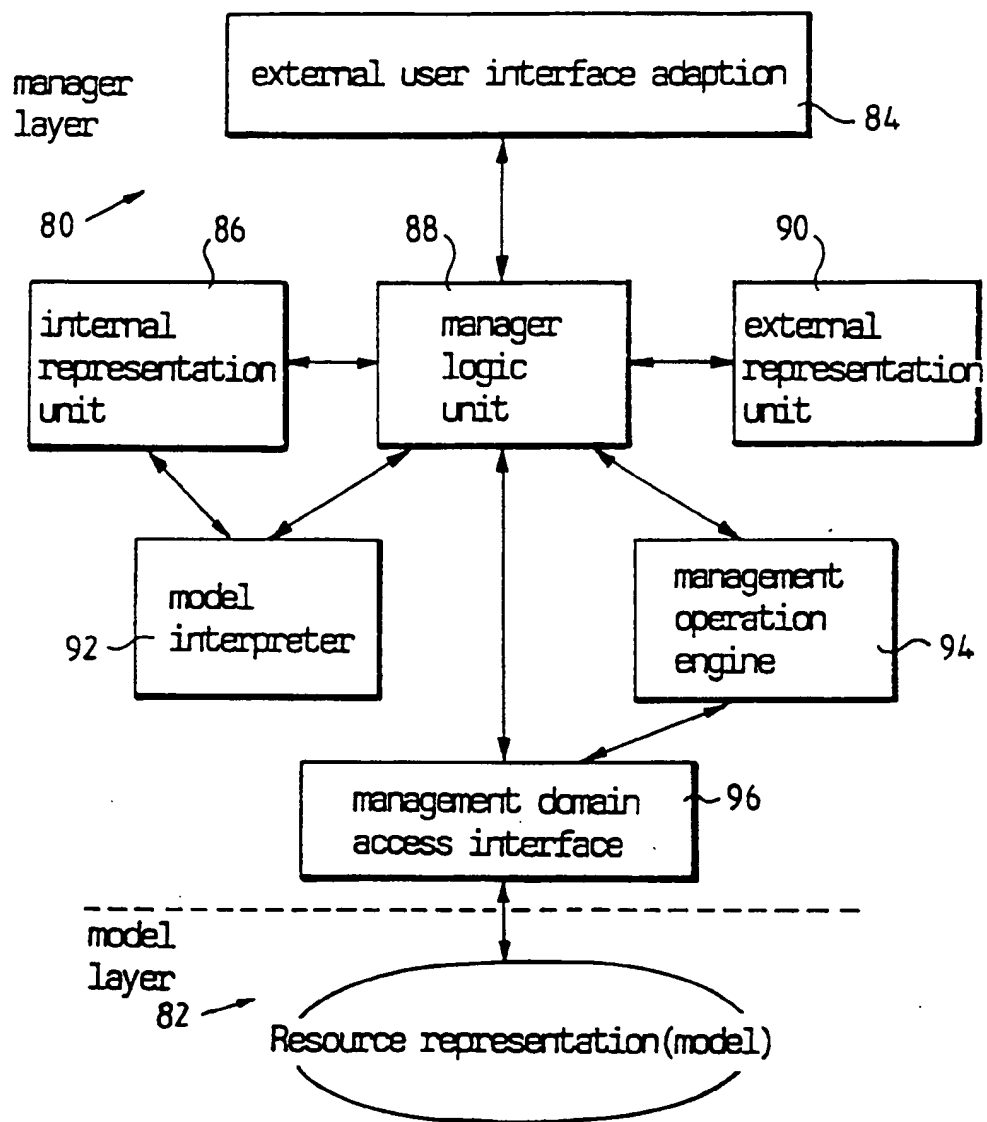 external user interface adaption
manager
layer
84
80
86
88
90
internal
representation
unit
manager
logic
unit
external
representation
unit
model
interpreter
92
management
operation
engine
94
management domain
access interface
96
model
layer
82
Resource representation(model)